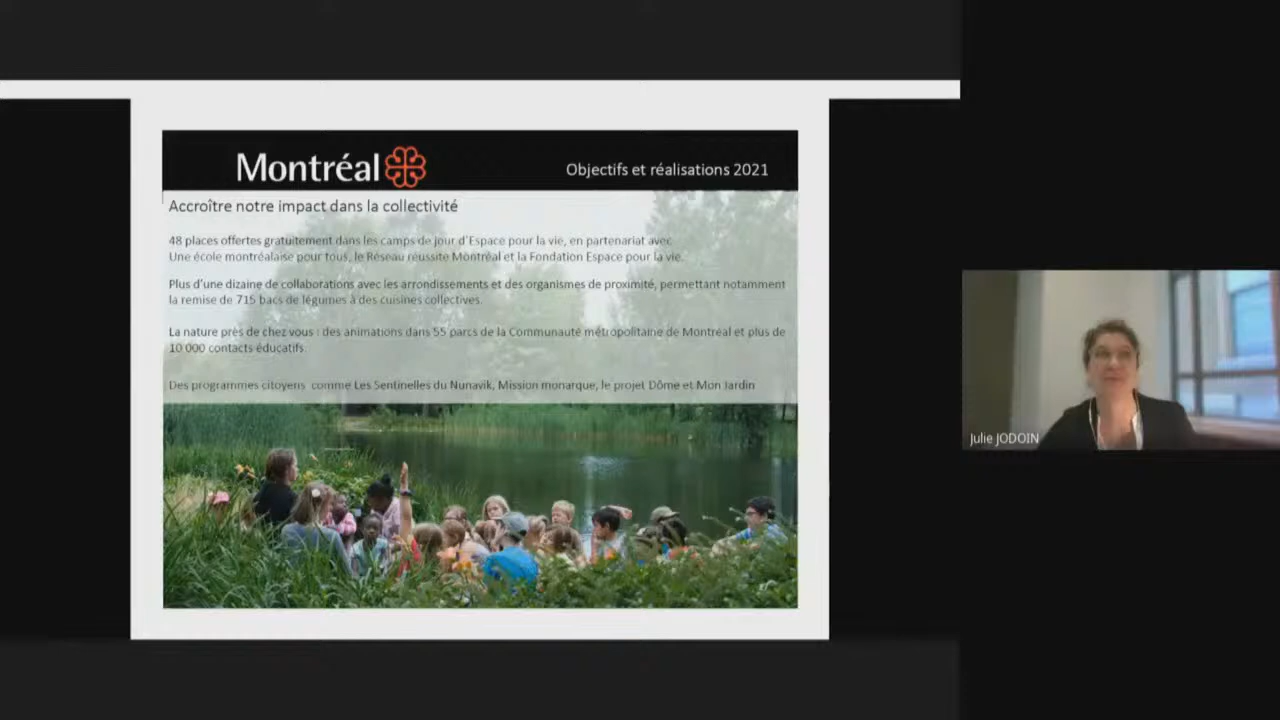 Montréal
Objectifs et réalisations 2021
Accroître notre impact dans la collectivité
48 places offertes gratuitement dans les camps de jour d'Espace pour la vie, en partenariat avec
Une école montréalaise pour tous, le Réseau réussite Montréal et la Fondation Espace pour la vie.
Plus d'une dizaine de collaborations avec les arrondissements et des organismes de proximité, permettant notamment
la remise de 715 bacs de légumes à des cuisines collectives.
La nature près de chez vous : des animations dans 55 parcs de la Communauté métropolitaine de Montréal et plus de
10 000 contacts éducatifs.
Des programmes citoyens comme Les Sentinelles du Nunavik, Mission monarque, le projet Dôme et Mon Jardin
Julie JODOIN